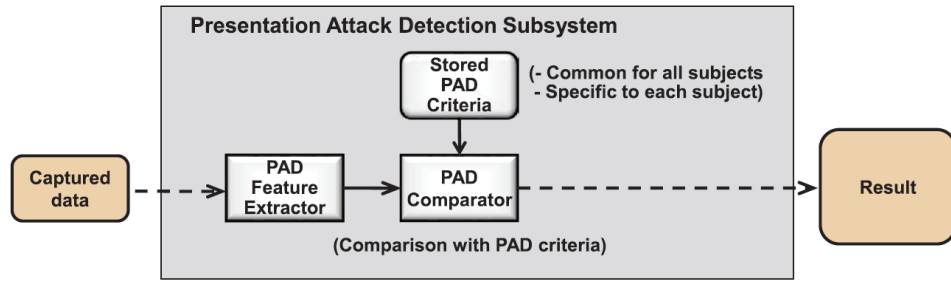 Presentation Attack Detection Subsystem
Stored
PAD
Criteria
(- Common for all subjects
- Specific to each subject)
Captured
data
PAD
Feature
Extractor
PAD
Comparator
Result
(Comparison with PAD criteria)